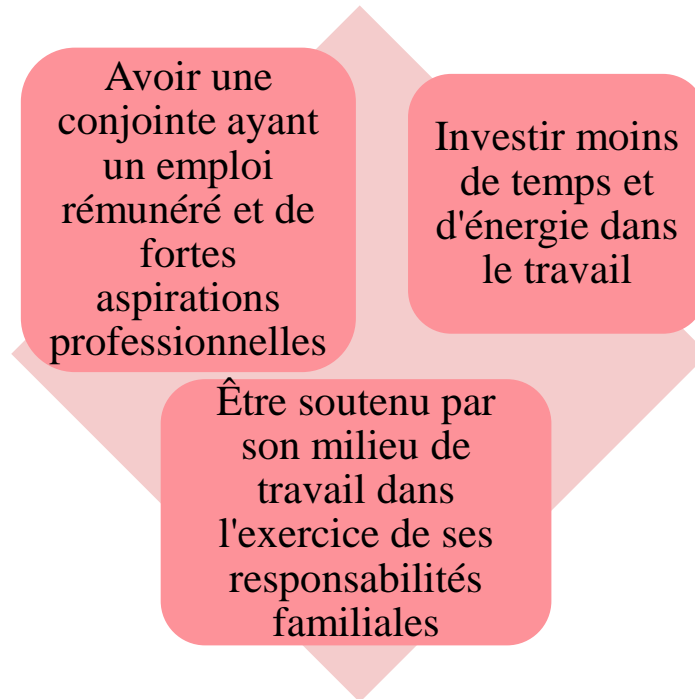 Avoir une
conjointe ayant
un emploi
rémunéré et de
fortes
aspirations
professionnelles
Investir moins
de temps et
d'énergie dans
le travail
Être soutenu par
son milieu de
travail dans
l'exercice de ses
responsabilités
familiales